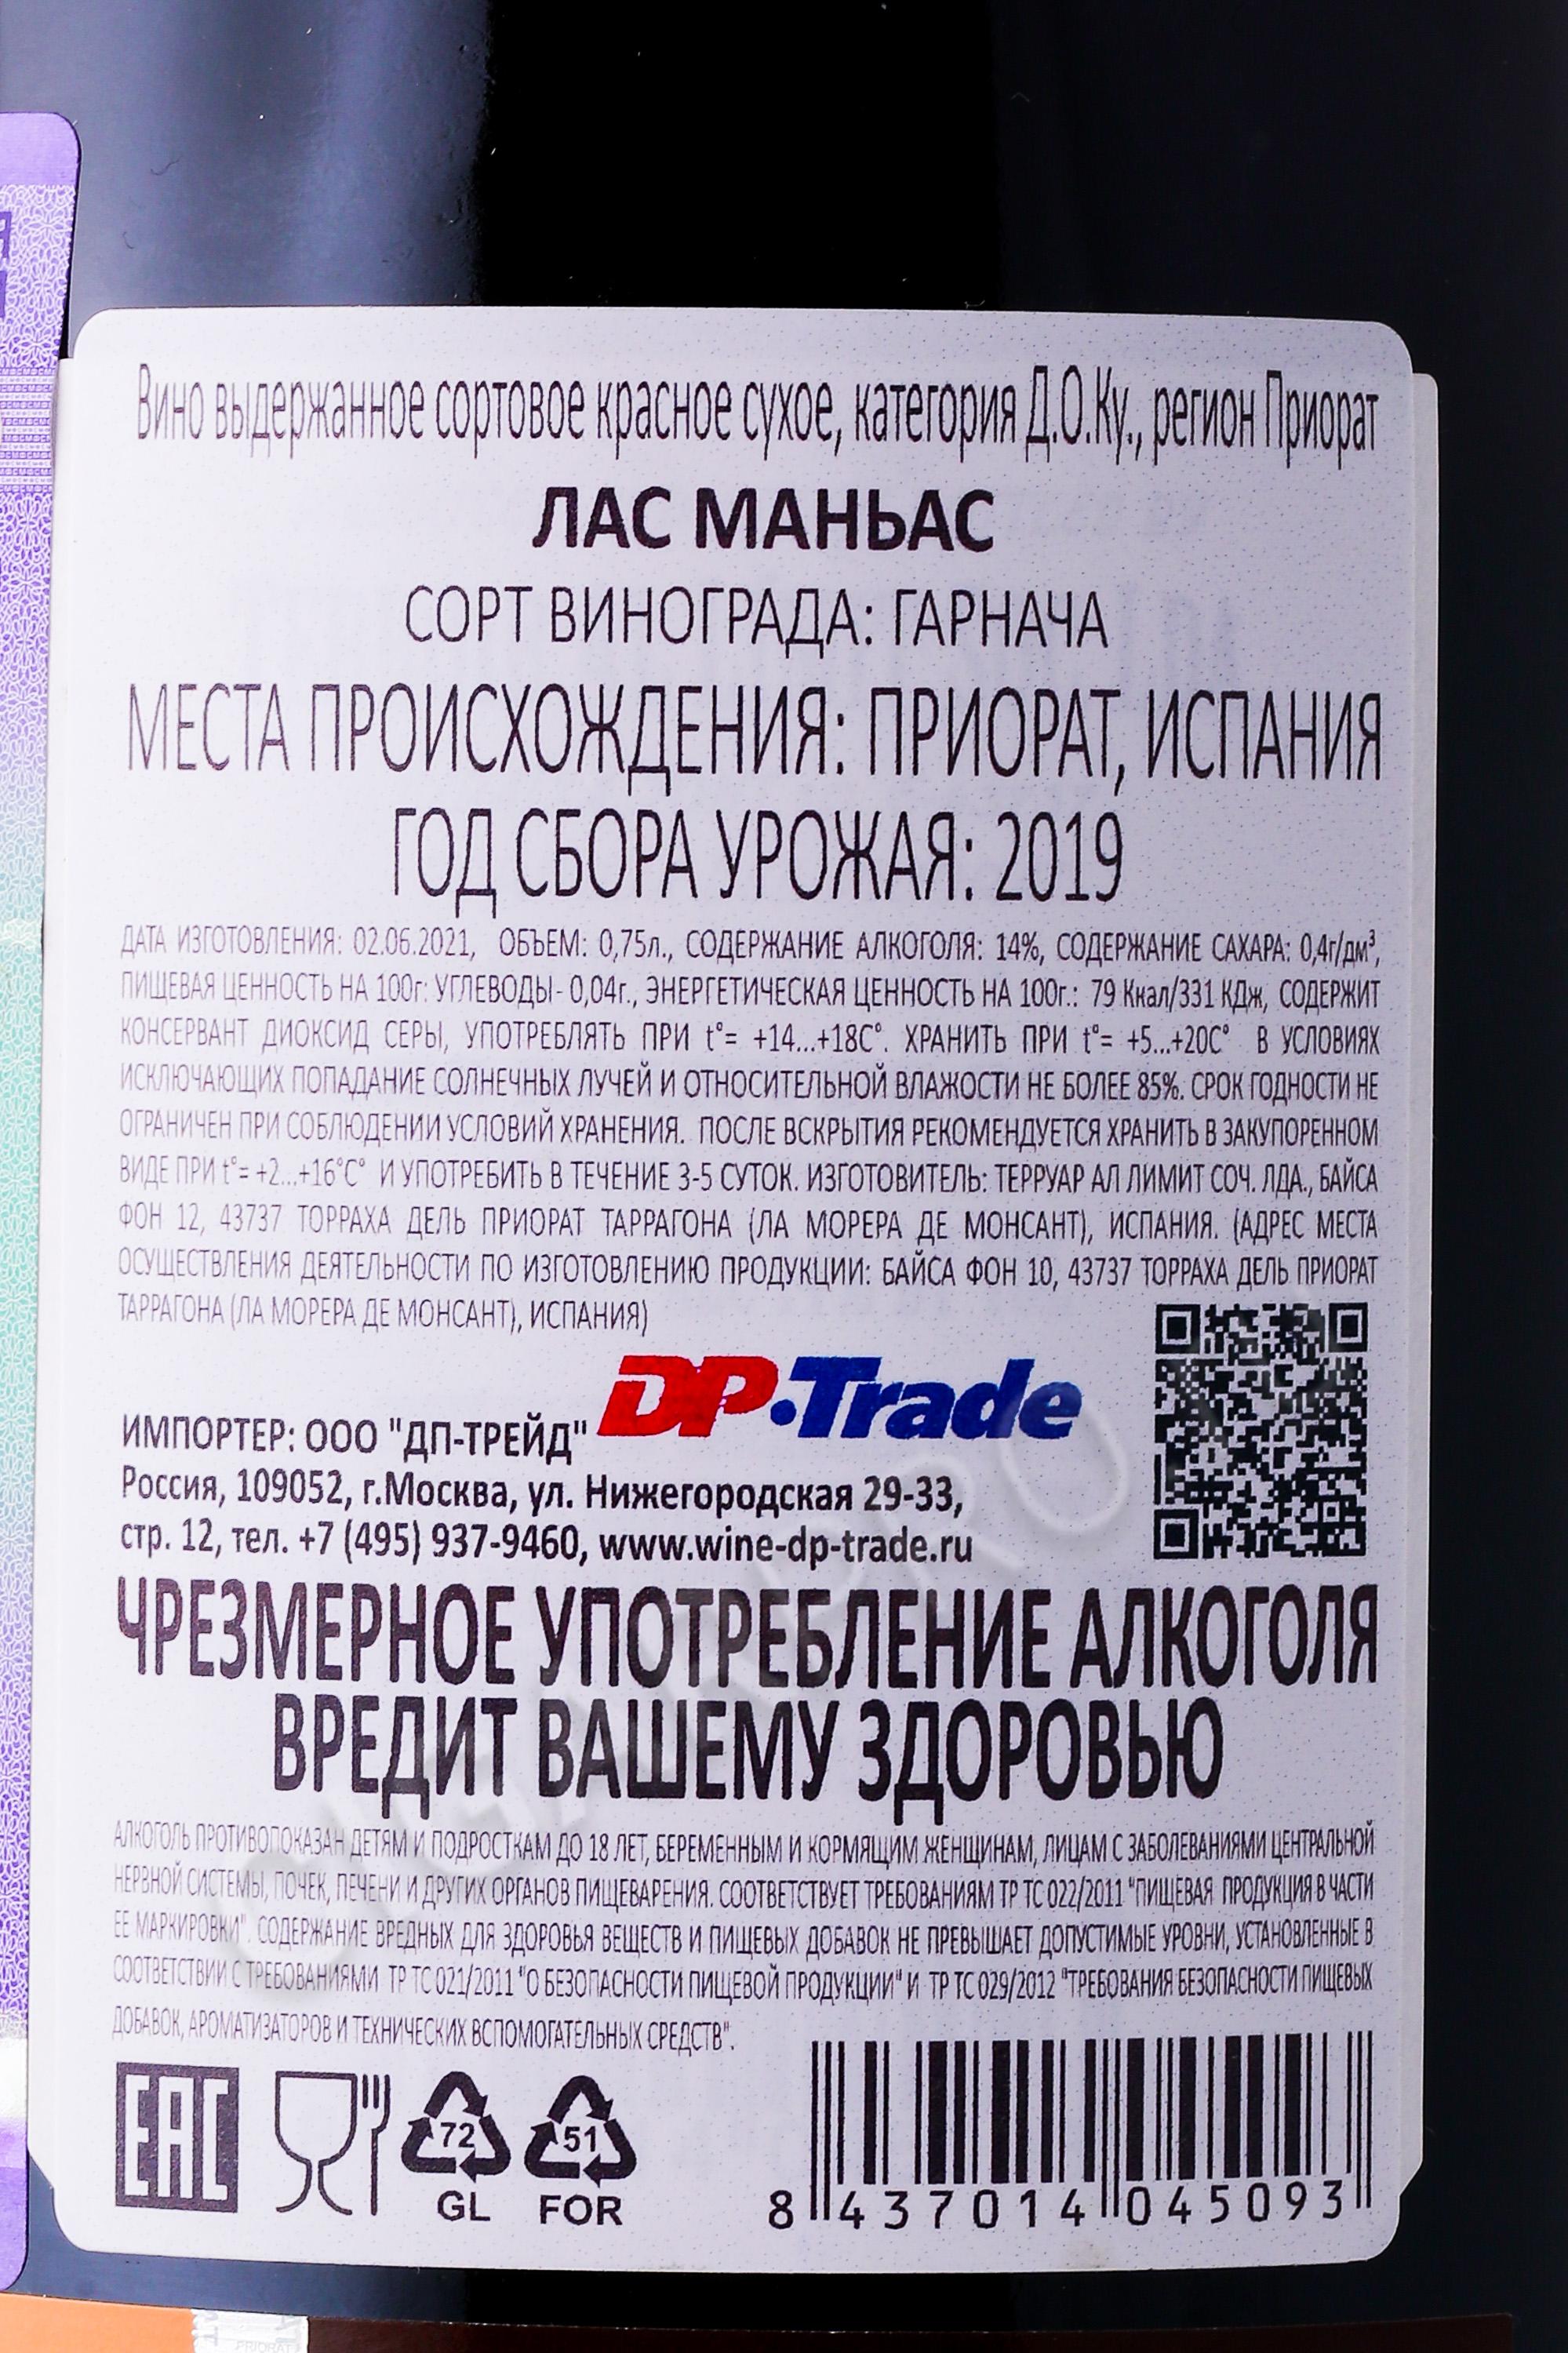 Вино выдержанное сортовое красное сухое, категория Д.О.Ку., регион Приорат
ЛАС МАНЬАС
СОРТ ВИНОГРАДА: ГАРНАЧА
МЕСТА ПРОИСХОЖДЕНИЯ: ПРИОРАТ, ИСПАНИЯ
ГОД СБОРА УРОЖАЯ: 2019
ДАТА ИЗГОТОВЛЕНИЯ: 02.06.2021, ОБЪЕМ: 0,75л., СОДЕРЖАНИЕ АЛКОГОЛЯ: 14%, СОДЕРЖАНИЕ САХАРА: 0,4г/дм³,
ПИЩЕВАЯ ЦЕННОСТЬ НА 100г: УГЛЕВОДЫ- 0,04г., ЭНЕРГЕТИЧЕСКАЯ ЦЕННОСТЬ НА 100г.: 79 Ккал/331 КДж, СОДЕРЖИТ
КОНСЕРВАНТ ДИОКСИД СЕРЫ, УПОТРЕБЛЯТЬ ПРИ t°= +14...+18С°. ХРАНИТЬ ПРИ t°= +5...+20С° В УСЛОВИЯХ
ИСКЛЮЧАЮЩИХ ПОПАДАНИЕ СОЛНЕЧНЫХ ЛУЧЕЙ И ОТНОСИТЕЛЬНОЙ ВЛАЖОСТИ НЕ БОЛЕЕ 85%. СРОК ГОДНОСТИ НЕ
ОГРАНИЧЕН ПРИ СОБЛЮДЕНИИ УСЛОВИЙ ХРАНЕНИЯ. ПОСЛЕ ВСКРЫТИЯ РЕКОМЕНДУЕТСЯ ХРАНИТЬ В ЗАКУПОРЕННОМ
ВИДЕ ПРИ t°= +2...+16°С° И УПОТРЕБИТЬ В ТЕЧЕНИЕ 3-5 СУТОК. ИЗГОТОВИТЕЛЬ: ТЕРРУАР АЛ ЛИМИТ СОЧ. ЛДА., БАЙСА
ФОН 12, 43737 ТОРРАХА ДЕЛЬ ПРИОРАТ ТАРРАГОНА (ЛА МОРЕРА ДЕ МОНСАНТ), ИСПАНИЯ. (АДРЕС МЕСТА
ОСУЩЕСТВЛЕНИЯ ДЕЯТЕЛЬНОСТИ ПО ИЗГОТОВЛЕНИЮ ПРОДУКЦИИ: БАЙСА ФОН 10, 43737 ТОРРАХА ДЕЛЬ ПРИОРАТ
ТАРРАГОНА (ЛА МОРЕРА ДЕ МОНСАНТ), ИСПАНИЯ)
DP·Trade
ИМПОРТЕР: ООО "ДП-ТРЕЙД"
Россия, 109052, г.Москва, ул. Нижегородская 29-33,
стр. 12, тел. +7 (495) 937-9460, www.wine-dp-trade.ru
ЧРЕЗМЕРНОЕ УПОТРЕБЛЕНИЕ АЛКОГОЛЯ
ВРЕДИТ ВАШЕМУ ЗДОРОВЬЮ
АЛКОГОЛЬ ПРОТИВОПОКАЗАН ДЕТЯМ И ПОДРОСТКАМ ДО 18 ЛЕТ, БЕРЕМЕННЫМ И КОРМЯЩИМ ЖЕНЩИНАМ, ЛИЦАМ С ЗАБОЛЕВАНИЯМИ ЦЕНТРАЛЬНОЙ
НЕРВНОЙ СИСТЕМЫ, ПОЧЕК, ПЕЧЕНИ И ДРУГИХ ОРГАНОВ ПИЩЕВАРЕНИЯ. СООТВЕТСТВУЕТ ТРЕБОВАНИЯМ ТР ТС 022/2011 "ПИЩЕВАЯ ПРОДУКЦИЯ В ЧАСТИ
ЕЕ МАРКИРОВКИ". СОДЕРЖАНИЕ ВРЕДНЫХ ДЛЯ ЗДОРОВЬЯ ВЕЩЕСТВ И ПИЩЕВЫХ ДОБАВОК НЕ ПРЕВЫШАЕТ ДОПУСТИМЫЕ УРОВНИ, УСТАНОВЛЕННЫЕ В
СООТВЕТСТВИИ С ТРЕБОВАНИЯМИ ТР ТС 021/2011 "О БЕЗОПАСНОСТИ ПИЩЕВОЙ ПРОДУКЦИИ" И ТР ТС 029/2012 "ТРЕБОВАНИЯ БЕЗОПАСНОСТИ ПИЩЕВЫХ
ДОБАВОК, АРОМАТИЗАТОРОВ И ТЕХНИЧЕСКИХ ВСПОМОГАТЕЛЬНЫХ СРЕДСТВ".
EAC
72
GL
51
FOR
8 437014 045093
PRIORAT